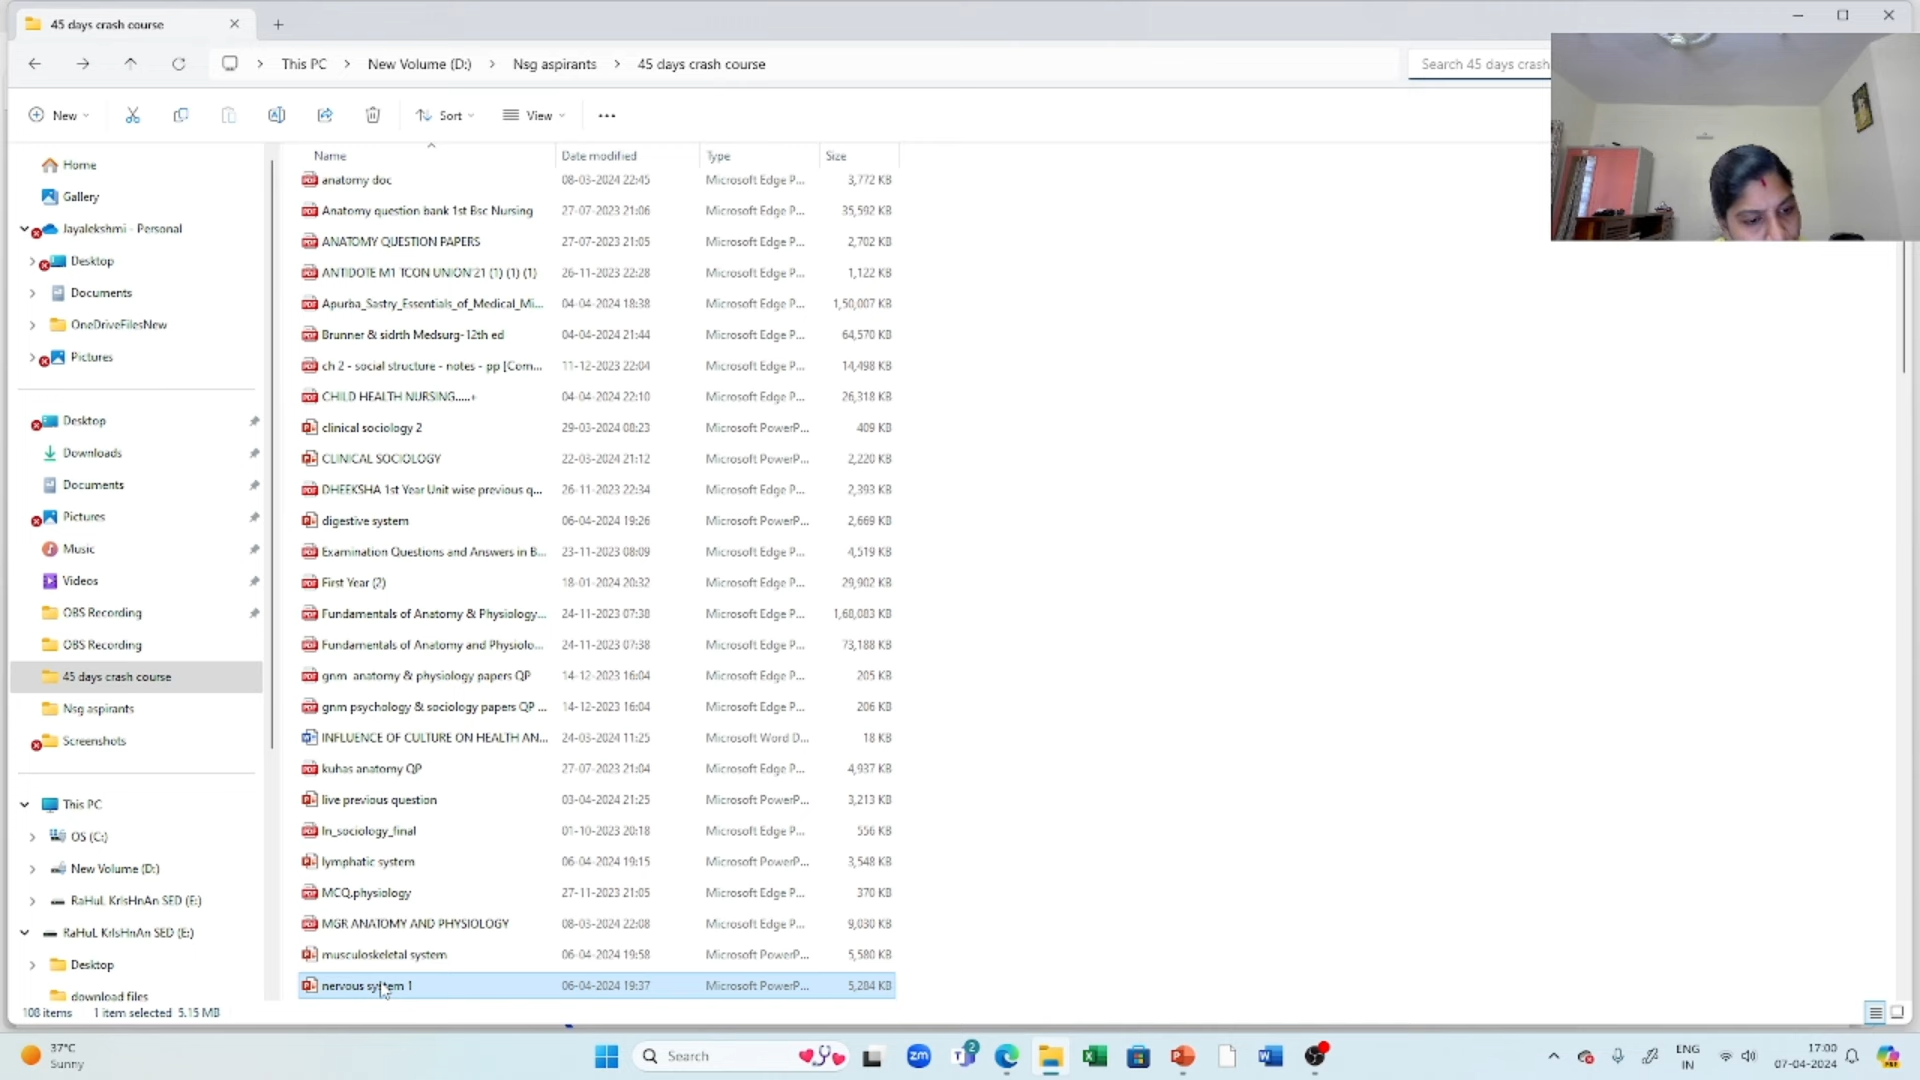 45 days crash course
This PC > New Volume (D:) > Nsg aspirants > 45 days crash course
Search 45 days crash
New
Sort
View
Name Date modified Type Size
Home
Gallery
Jayalekshmi - Personal
Desktop
Documents
OneDriveFilesNew
Pictures
Desktop
Downloads
Documents
Pictures
Music
Videos
OBS Recording
OBS Recording
45 days crash course
Nsg aspirants
Screenshots
This PC
OS (C:)
New Volume (D:)
RaHuL KrIsHnAn SED (E:)
RaHuL KrIsHnAn SED (E:)
Desktop
download files
anatomy doc 08-03-2024 22:45 Microsoft Edge P... 3,772 KB
Anatomy question bank 1st Bsc Nursing 27-07-2023 21:06 Microsoft Edge P... 35,592 KB
ANATOMY QUESTION PAPERS 27-07-2023 21:05 Microsoft Edge P... 2,702 KB
ANTIDOTE M1 TCON UNION'21 (1) (1) (1) 26-11-2023 22:28 Microsoft Edge P... 1,122 KB
Apurba_Sastry_Essentials_of_Medical_Mi... 04-04-2024 18:38 Microsoft Edge P... 1,50,007 KB
Brunner & sidrth Medsurg-12th ed 04-04-2024 21:44 Microsoft Edge P... 64,570 KB
ch 2 - social structure - notes - pp [Com... 11-12-2023 22:04 Microsoft Edge P... 14,498 KB
CHILD HEALTH NURSING.....+ 04-04-2024 22:10 Microsoft Edge P... 26,318 KB
clinical sociology 2 29-03-2024 08:23 Microsoft PowerP... 409 KB
CLINICAL SOCIOLOGY 22-03-2024 21:12 Microsoft PowerP... 2,220 KB
DHEEKSHA 1st Year Unit wise previous q... 26-11-2023 22:34 Microsoft Edge P... 2,393 KB
digestive system 06-04-2024 19:26 Microsoft PowerP... 2,669 KB
Examination Questions and Answers in B... 23-11-2023 08:09 Microsoft Edge P... 4,519 KB
First Year (2) 18-01-2024 20:32 Microsoft Edge P... 29,902 KB
Fundamentals of Anatomy & Physiology... 24-11-2023 07:38 Microsoft Edge P... 1,68,083 KB
Fundamentals of Anatomy and Physiolo... 24-11-2023 07:38 Microsoft Edge P... 73,188 KB
gnm anatomy & physiology papers QP 14-12-2023 16:04 Microsoft Edge P... 205 KB
gnm psychology & sociology papers QP ... 14-12-2023 16:04 Microsoft Edge P... 206 KB
INFLUENCE OF CULTURE ON HEALTH AN... 24-03-2024 11:25 Microsoft Word D... 18 KB
kuhas anatomy QP 27-07-2023 21:04 Microsoft Edge P... 4,937 KB
live previous question 03-04-2024 21:25 Microsoft PowerP... 3,213 KB
ln_sociology_final 01-10-2023 20:18 Microsoft Edge P... 556 KB
lymphatic system 06-04-2024 19:15 Microsoft PowerP... 3,548 KB
MCQ.physiology 27-11-2023 21:05 Microsoft Edge P... 370 KB
MGR ANATOMY AND PHYSIOLOGY 08-03-2024 22:08 Microsoft Edge P... 9,030 KB
musculoskeletal system 06-04-2024 19:58 Microsoft PowerP... 5,580 KB
nervous system 1 06-04-2024 19:37 Microsoft PowerP... 5,284 KB
108 items 1 item selected 5.15 MB
37°C
Sunny
Search
zm
2
ENG
IN
17:00
07-04-2024